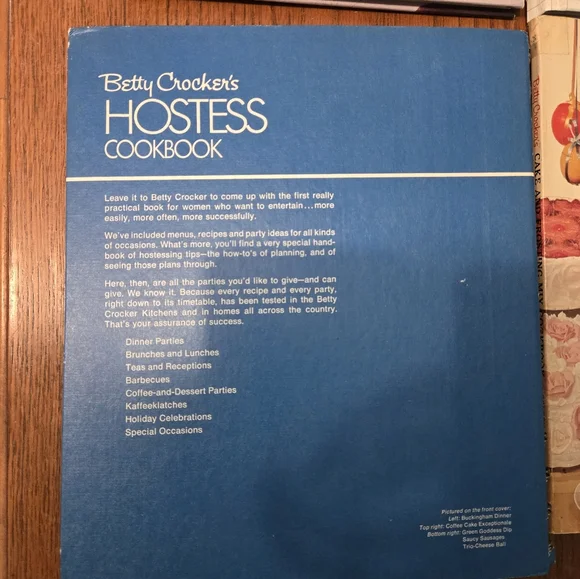 Betty Crocker's
HOSTESS
COOKBOOK
Leave it to Betty Crocker to come up with the first really
practical book for women who want to entertain...more
easily, more often, more successfully.
We've included menus, recipes and party ideas for all kinds
of occasions. What's more, you'll find a very special hand-
book of hostessing tips—the how-to's of planning, and of
seeing those plans through.
Here, then, are all the parties you'd like to give—and can
give. We know it. Because every recipe and every party,
right down to its timetable, has been tested in the Betty
Crocker Kitchens and in homes all across the country.
That's your assurance of success.
Dinner Parties
Brunches and Lunches
Teas and Receptions
Barbecues
Coffee-and-Dessert Parties
Kaffeeklatches
Holiday Celebrations
Special Occasions
Pictured on the front cover:
Left: Buckingham Dinner
Top right: Coffee Cake Exceptionale
Bottom right: Green Goddess Dip
Saucy Sausages
Trio-Cheese Ball
Betty Crocker's